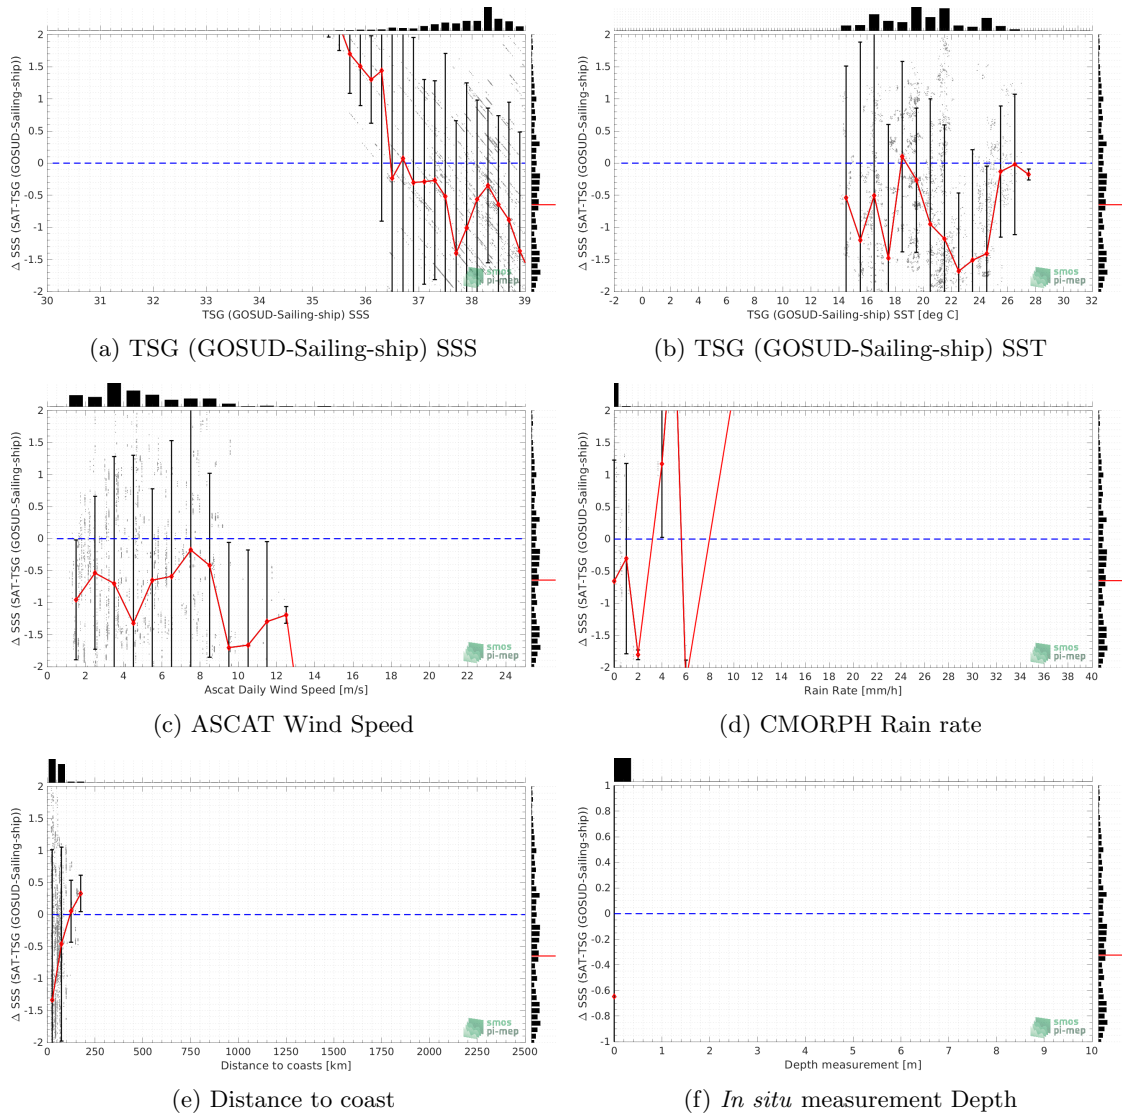 2
1.5
1
0.5
0
-0.5
-1
-1.5
-2
Δ SSS (SAT-TSG (GOSUD-Sailing-ship))
30 31 32 33 34 35 36 37 38 39
TSG (GOSUD-Sailing-ship) SSS
smos
pi-mep
(a) TSG (GOSUD-Sailing-ship) SSS
2
1.5
1
0.5
0
-0.5
-1
-1.5
-2
Δ SSS (SAT-TSG (GOSUD-Sailing-ship))
-2 0 2 4 6 8 10 12 14 16 18 20 22 24 26 28 30 32
TSG (GOSUD-Sailing-ship) SST [deg C]
smos
pi-mep
(b) TSG (GOSUD-Sailing-ship) SST
2
1.5
1
0.5
0
-0.5
-1
-1.5
-2
Δ SSS (SAT-TSG (GOSUD-Sailing-ship))
0 2 4 6 8 10 12 14 16 18 20 22 24
Ascat Daily Wind Speed [m/s]
smos
pi-mep
(c) ASCAT Wind Speed
2
1.5
1
0.5
0
-0.5
-1
-1.5
-2
Δ SSS (SAT-TSG (GOSUD-Sailing-ship))
0 2 4 6 8 10 12 14 16 18 20 22 24 26 28 30 32 34 36 38 40
Rain Rate [mm/h]
smos
pi-mep
(d) CMORPH Rain rate
2
1.5
1
0.5
0
-0.5
-1
-1.5
-2
Δ SSS (SAT-TSG (GOSUD-Sailing-ship))
0 250 500 750 1000 1250 1500 1750 2000 2250 2500
Distance to coasts [km]
smos
pi-mep
(e) Distance to coast
1
0.8
0.6
0.4
0.2
0
-0.2
-0.4
-0.6
-0.8
-1
Δ SSS (SAT-TSG (GOSUD-Sailing-ship))
0 1 2 3 4 5 6 7 8 9 10
Depth measurement [m]
smos
pi-mep
(f) In situ measurement Depth